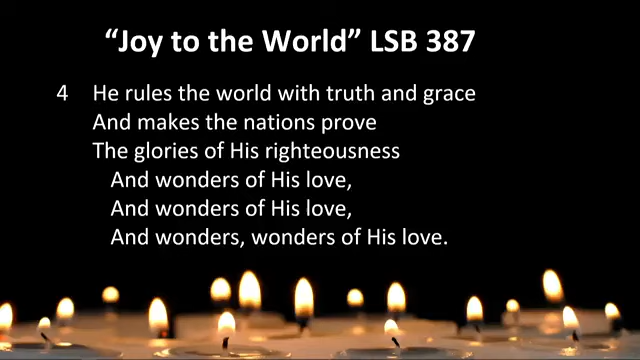 “Joy to the World” LSB 387
4 He rules the world with truth and grace
And makes the nations prove
The glories of His righteousness
And wonders of His love,
And wonders of His love,
And wonders, wonders of His love.